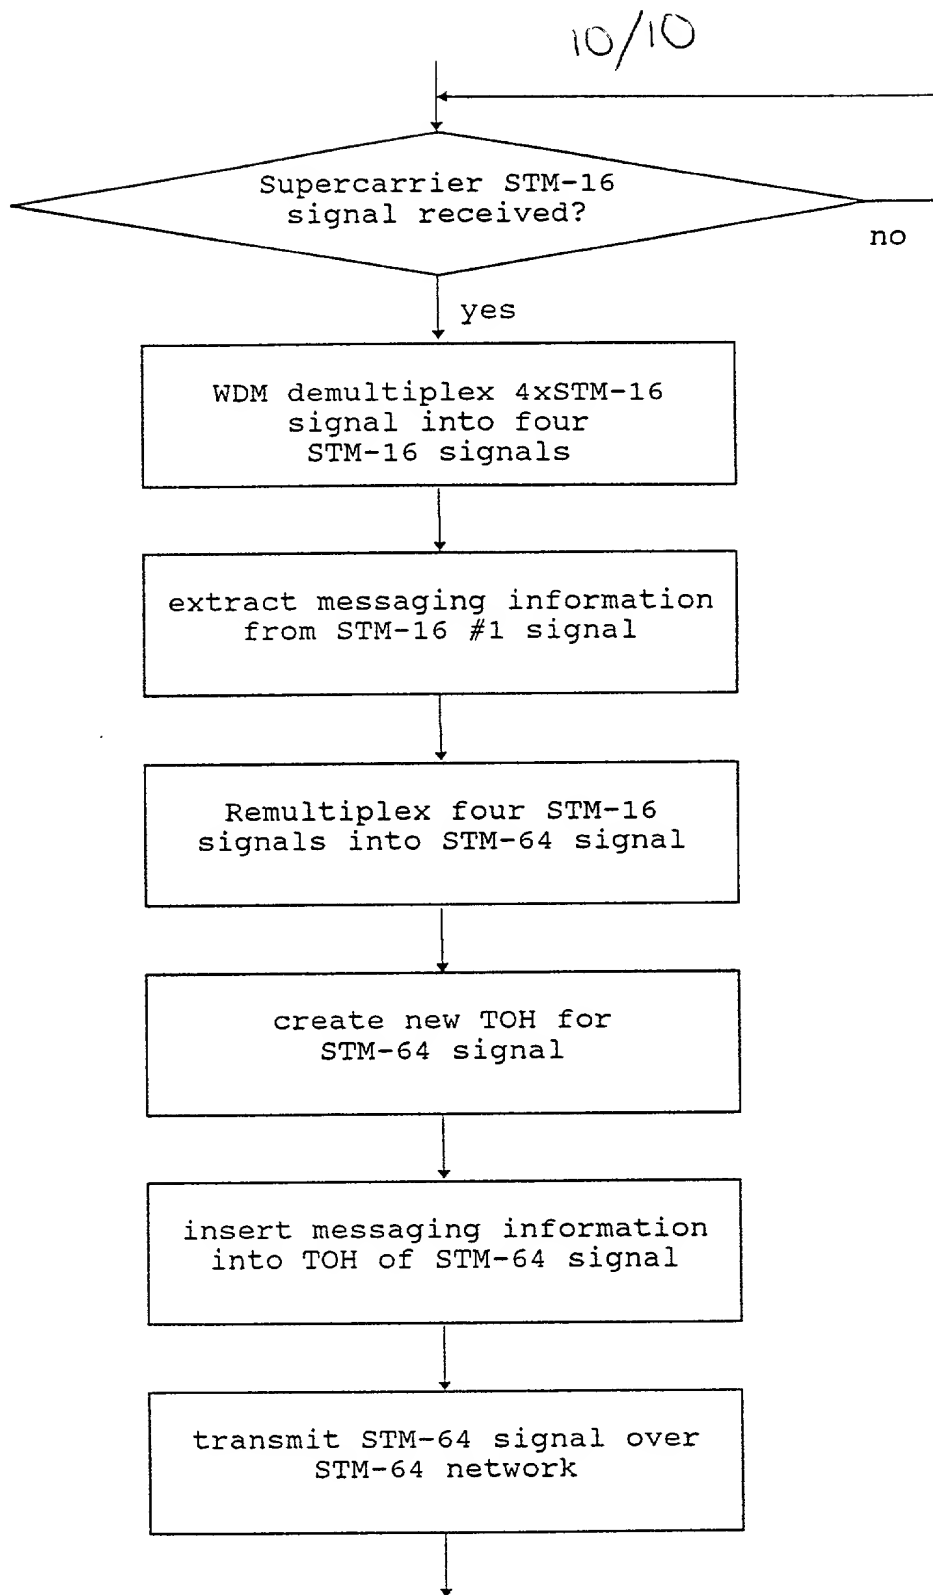 10/10
Supercarrier STM-16
signal received?
no
yes
WDM demultiplex 4xSTM-16
signal into four
STM-16 signals
extract messaging information
from STM-16 #1 signal
Remultiplex four STM-16
signals into STM-64 signal
create new TOH for
STM-64 signal
insert messaging information
into TOH of STM-64 signal
transmit STM-64 signal over
STM-64 network